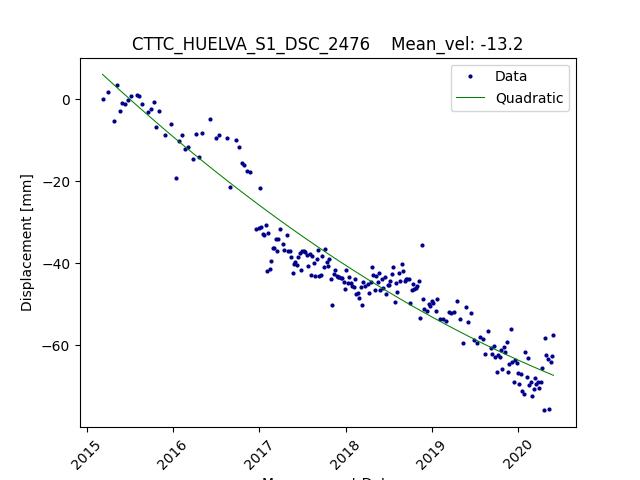 CTTC_HUELVA_S1_DSC_2476    Mean_vel: -13.2
Data
Quadratic
Displacement [mm]
0
−20
−40
−60
2015
2016
2017
2018
2019
2020